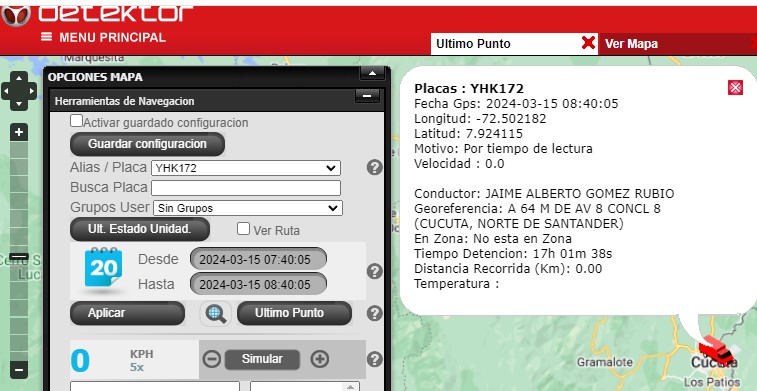 Detektor
MENU PRINCIPAL
Ultimo Punto
Ver Mapa
Marquesita
OPCIONES MAPA
Herramientas de Navegacion
Activar guardado configuracion
Guardar configuracion
Alias / Placa
YHK172
?
Busca Placa
Grupos User
Sin Grupos
Ult. Estado Unidad.
Ver Ruta
20
Desde
2024-03-15 07:40:05
Hasta
2024-03-15 08:40:05
?
Aplicar
Ultimo Punto
?
0
KPH
5x
Simular
?
Placas : YHK172
Fecha Gps: 2024-03-15 08:40:05
Longitud: -72.502182
Latitud: 7.924115
Motivo: Por tiempo de lectura
Velocidad : 0.0
Conductor: JAIME ALBERTO GOMEZ RUBIO
Georeferencia: A 64 M DE AV 8 CONCL 8
(CUCUTA, NORTE DE SANTANDER)
En Zona: No esta en Zona
Tiempo Detencion: 17h 01m 38s
Distancia Recorrida (Km): 0.00
Temperatura :
Gramalote
Cúcuta
Los Patios